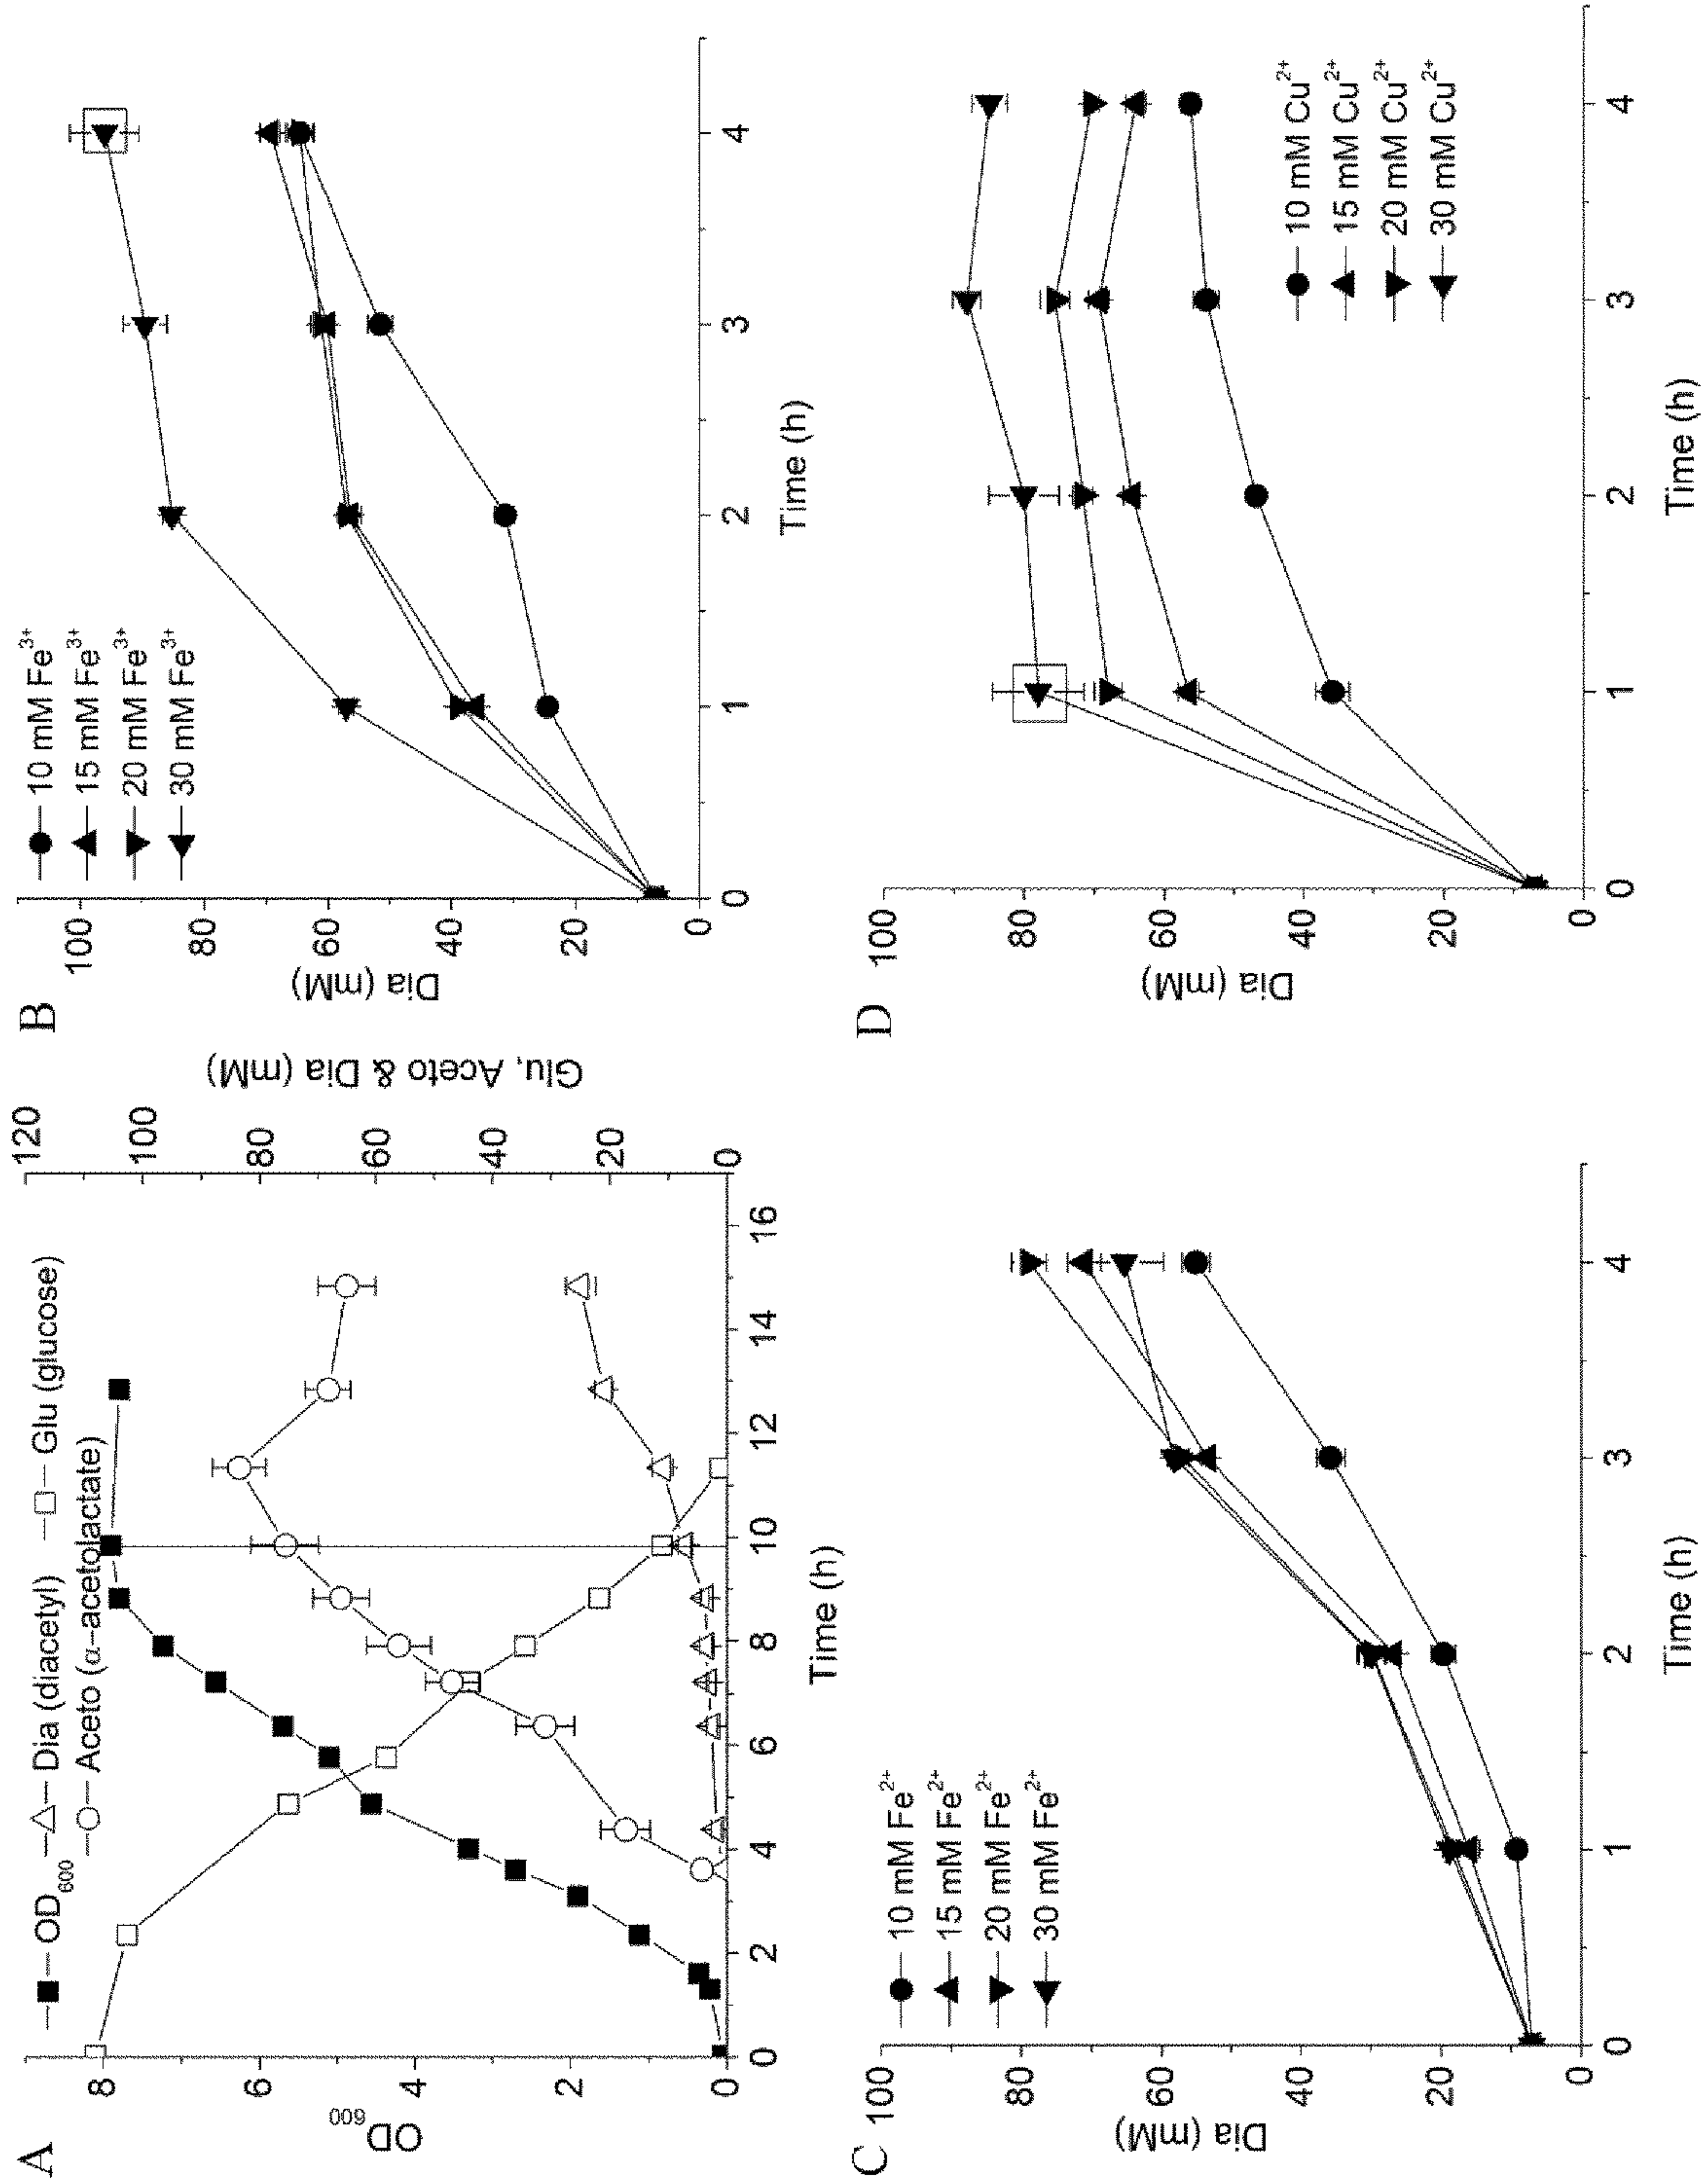 A
OD600
Dia (diacetyl)
Glu (glucose)
Aceto (α-acetolactate)
OD600
8
6
4
2
0
0
2
4
6
8
10
12
14
16
Time (h)
120
100
80
60
40
20
0
Glu, Aceto & Dia (mM)
B
10 mM Fe3+
15 mM Fe3+
20 mM Fe3+
30 mM Fe3+
Dia (mM)
100
80
60
40
20
0
0
1
2
3
4
Time (h)
C
10 mM Fe2+
15 mM Fe2+
20 mM Fe2+
30 mM Fe2+
Dia (mM)
100
80
60
40
20
0
0
1
2
3
4
Time (h)
D
Dia (mM)
100
80
60
40
20
0
10 mM Cu2+
15 mM Cu2+
20 mM Cu2+
30 mM Cu2+
0
1
2
3
4
Time (h)